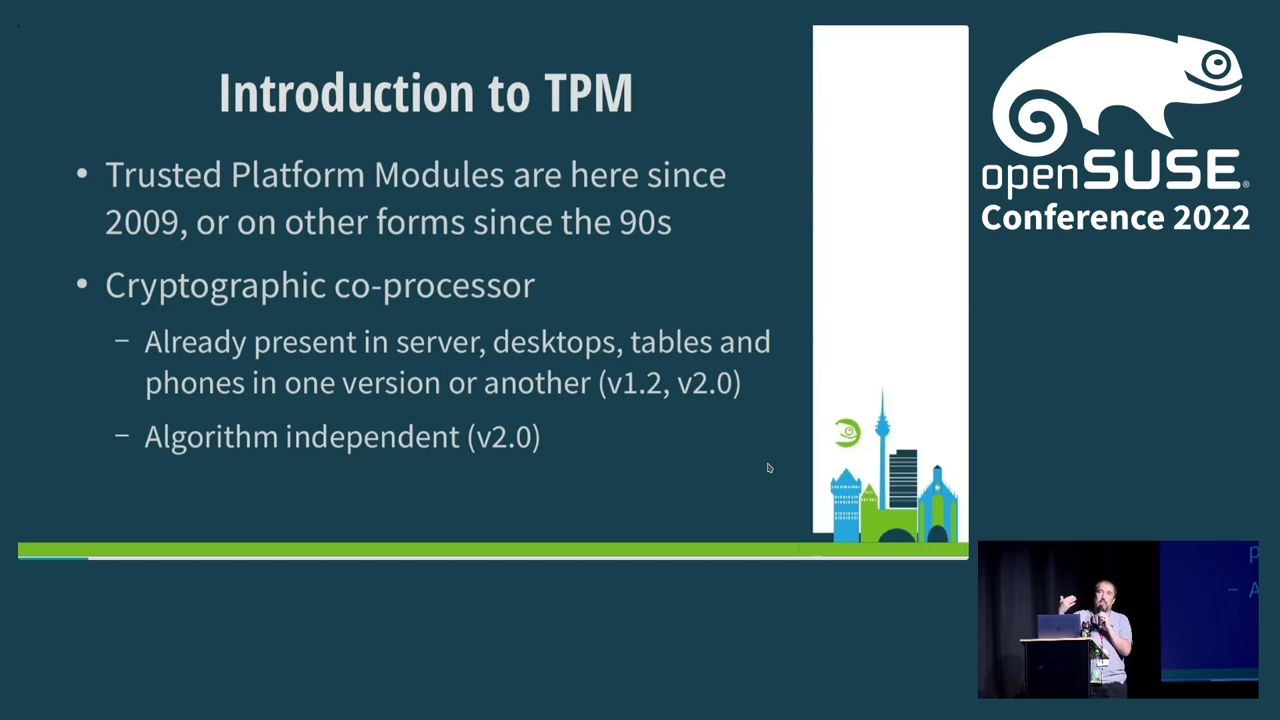 Introduction to TPM
• Trusted Platform Modules are here since
2009, or on other forms since the 90s
• Cryptographic co-processor
– Already present in server, desktops, tables and
phones in one version or another (v1.2, v2.0)
– Algorithm independent (v2.0)
openSUSE®
Conference 2022
p
– A